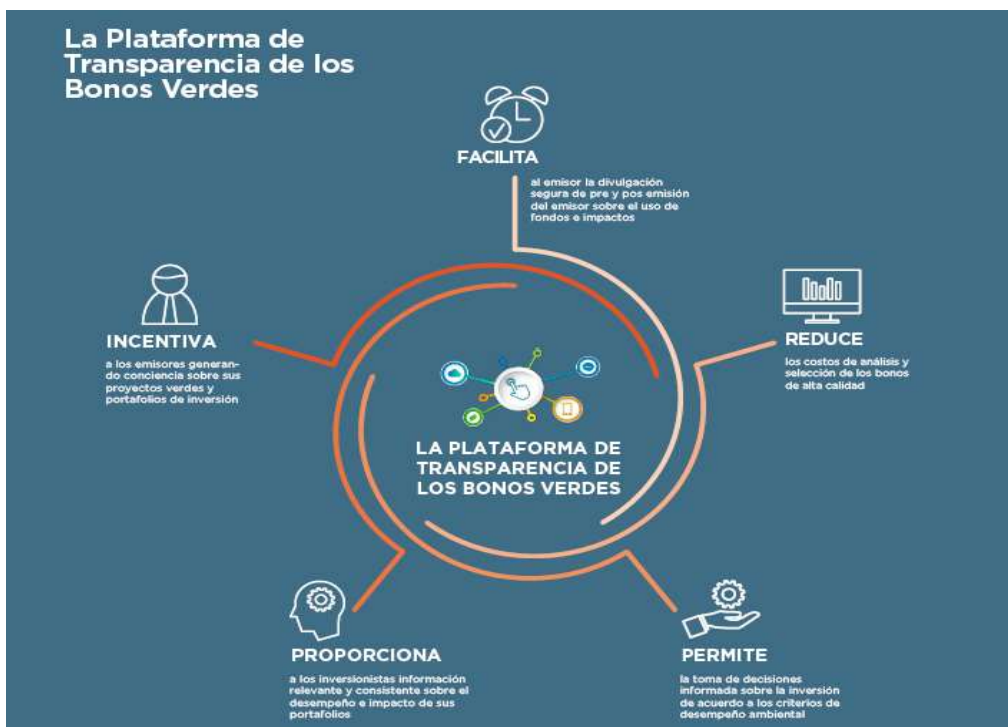 La Plataforma de
Transparencia de los
Bonos Verdes
FACILITA
al emisor la divulgación
segura de pre y pos emisión
del emisor sobre el uso de
fondos e impactos
INCENTIVA
a los emisores generan-
do conciencia sobre sus
proyectos verdes y
portafolios de inversión
REDUCE
los costos de análisis y
selección de los bonos
de alta calidad
LA PLATAFORMA DE
TRANSPARENCIA DE
LOS BONOS VERDES
PROPORCIONA
a los inversionistas información
relevante y consistente sobre el
desempeño e impacto de sus
portafolios
PERMITE
la toma de decisiones
informada sobre la inversión
de acuerdo a los criterios de
desempeño ambiental